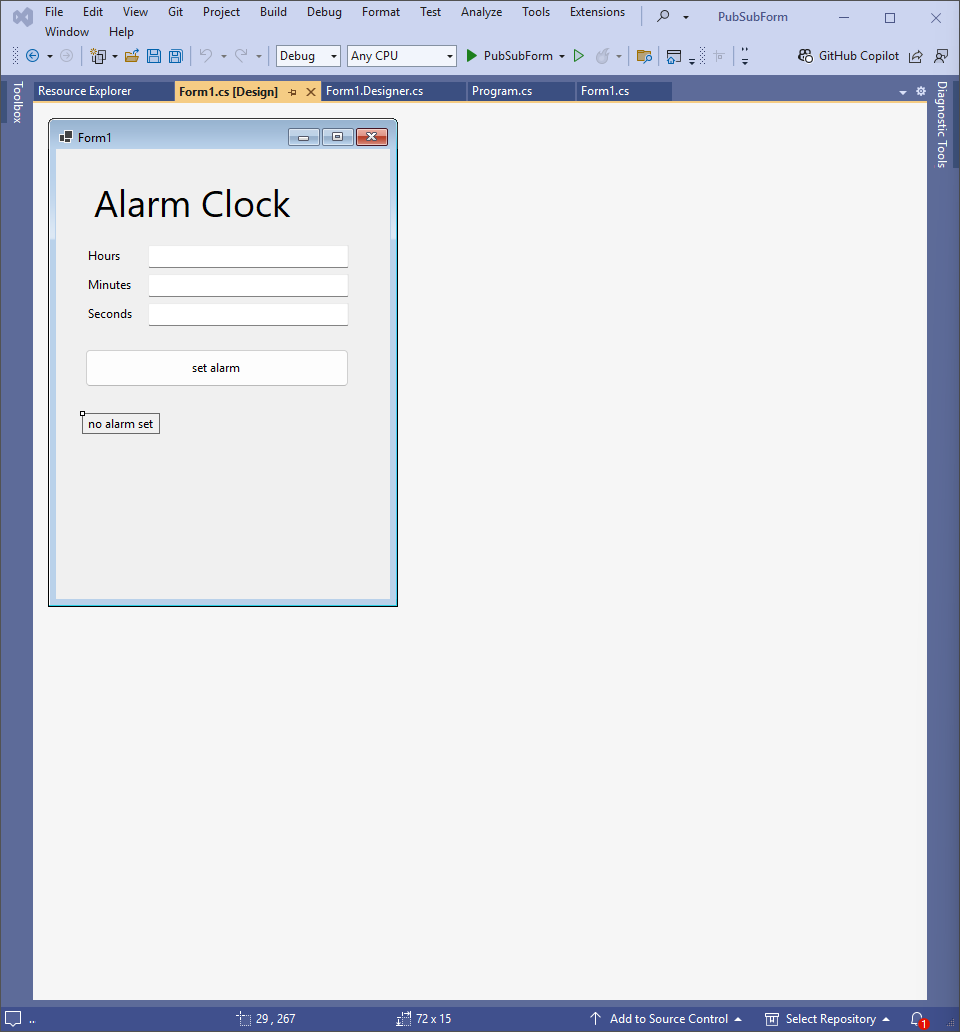 File Edit View Git Project Build Debug Format Test Analyze Tools Extensions PubSubForm
Window Help
Debug Any CPU PubSubForm GitHub Copilot
Toolbox
Resource Explorer Form1.cs [Design] Form1.Designer.cs Program.cs Form1.cs
Diagnostic Tools
Form1
Alarm Clock
Hours
Minutes
Seconds
set alarm
no alarm set
.. 29 , 267 72 x 15 Add to Source Control Select Repository 1